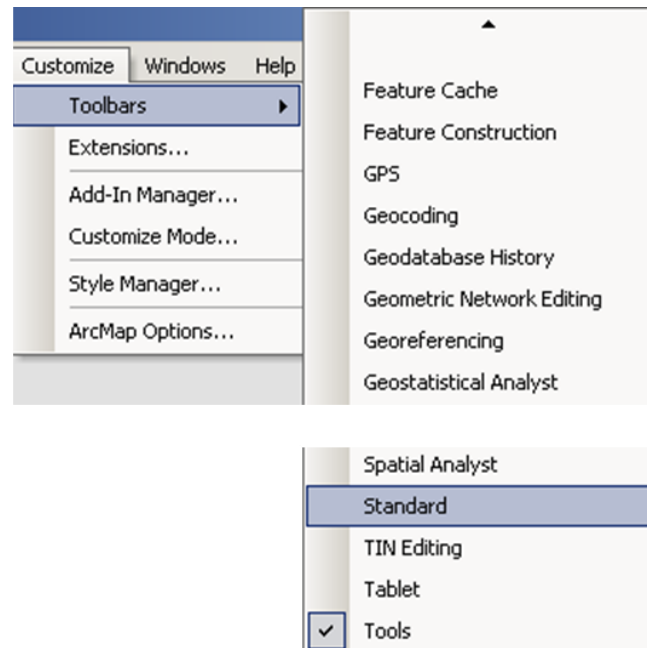 Customize Windows Help
Toolbars
Extensions...
Add-In Manager...
Customize Mode...
Style Manager...
ArcMap Options...
Feature Cache
Feature Construction
GPS
Geocoding
Geodatabase History
Geometric Network Editing
Georeferencing
Geostatistical Analyst
Spatial Analyst
Standard
TIN Editing
Tablet
Tools